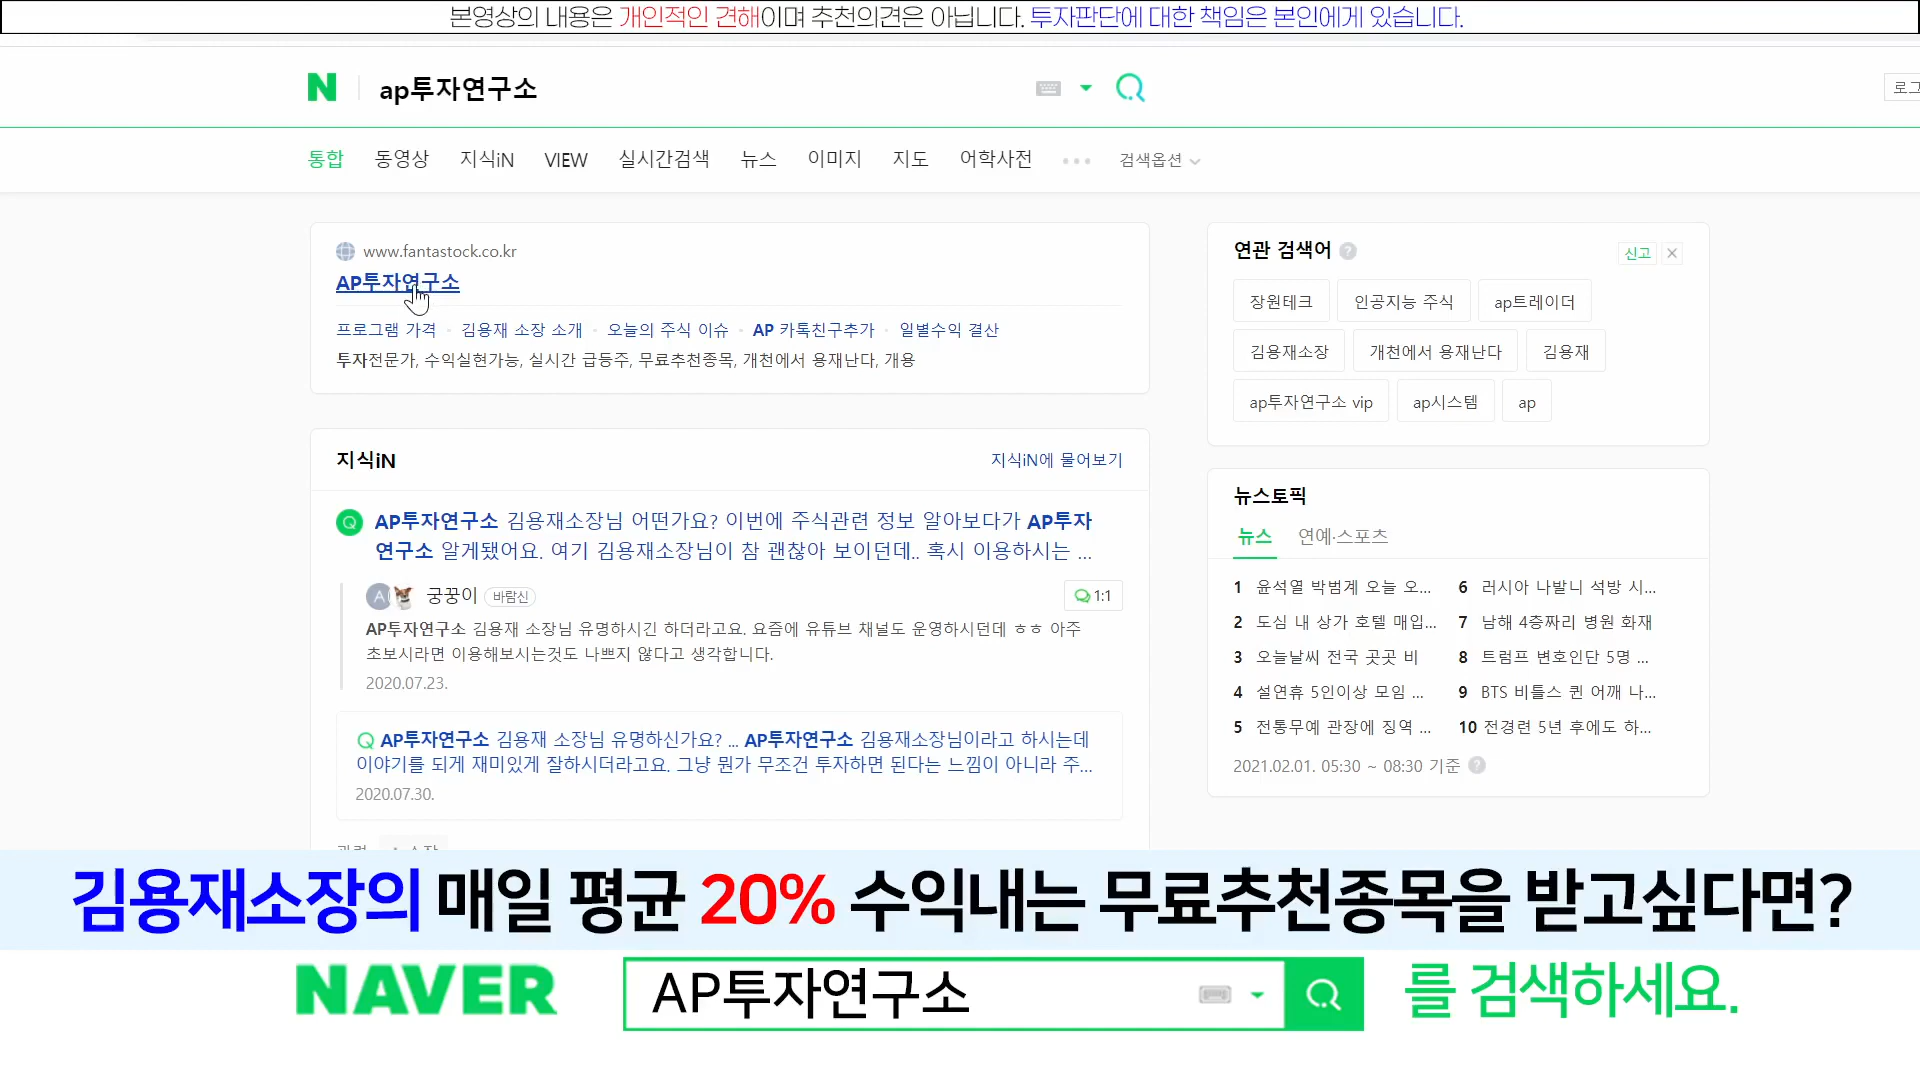 본영상의 내용은 개인적인 견해이며 추천의견은 아닙니다. 투자판단에 대한 책임은 본인에게 있습니다.
N ap투자연구소
로그
통합 동영상 지식iN VIEW 실시간검색 뉴스 이미지 지도 어학사전 검색옵션
www.fantastock.co.kr
AP투자연구소
프로그램 가격 · 김용재 소장 소개 · 오늘의 주식 이슈 · AP 카톡친구추가 · 일별수익 결산
투자전문가, 수익실현가능, 실시간 급등주, 무료추천종목, 개천에서 용재난다, 개용
지식iN 지식iN에 물어보기
Q AP투자연구소 김용재소장님 어떤가요? 이번에 주식관련 정보 알아보다가 AP투자
연구소 알게됐어요. 여기 김용재소장님이 참 괜찮아 보이던데.. 혹시 이용하시는 ...
A 궁꿍이 바람신 1:1
AP투자연구소 김용재 소장님 유명하시긴 하더라고요. 요즘에 유튜브 채널도 운영하시던데 ㅎㅎ 아주
초보시라면 이용해보시는것도 나쁘지 않다고 생각합니다.
2020.07.23.
Q AP투자연구소 김용재 소장님 유명하신가요? ... AP투자연구소 김용재소장님이라고 하시는데
이야기를 되게 재미있게 잘하시더라고요. 그냥 뭔가 무조건 투자하면 된다는 느낌이 아니라 주...
2020.07.30.
연관 검색어 ? 신고
장원테크 인공지능 주식 ap트레이더
김용재소장 개천에서 용재난다 김용재
ap투자연구소 vip ap시스템 ap
뉴스토픽
뉴스 연예·스포츠
1 윤석열 박범계 오늘 오... 6 러시아 나발니 석방 시...
2 도심 내 상가 호텔 매입... 7 남해 4층짜리 병원 화재
3 오늘날씨 전국 곳곳 비 8 트럼프 변호인단 5명 ...
4 설연휴 5인이상 모임 ... 9 BTS 비틀스 퀸 어깨 나...
5 전통무예 관장에 징역 ... 10 전경련 5년 후에도 하...
2021.02.01. 05:30 ~ 08:30 기준 ?
김용재소장의 매일 평균 20% 수익내는 무료추천종목을 받고싶다면?
NAVER AP투자연구소 를 검색하세요.